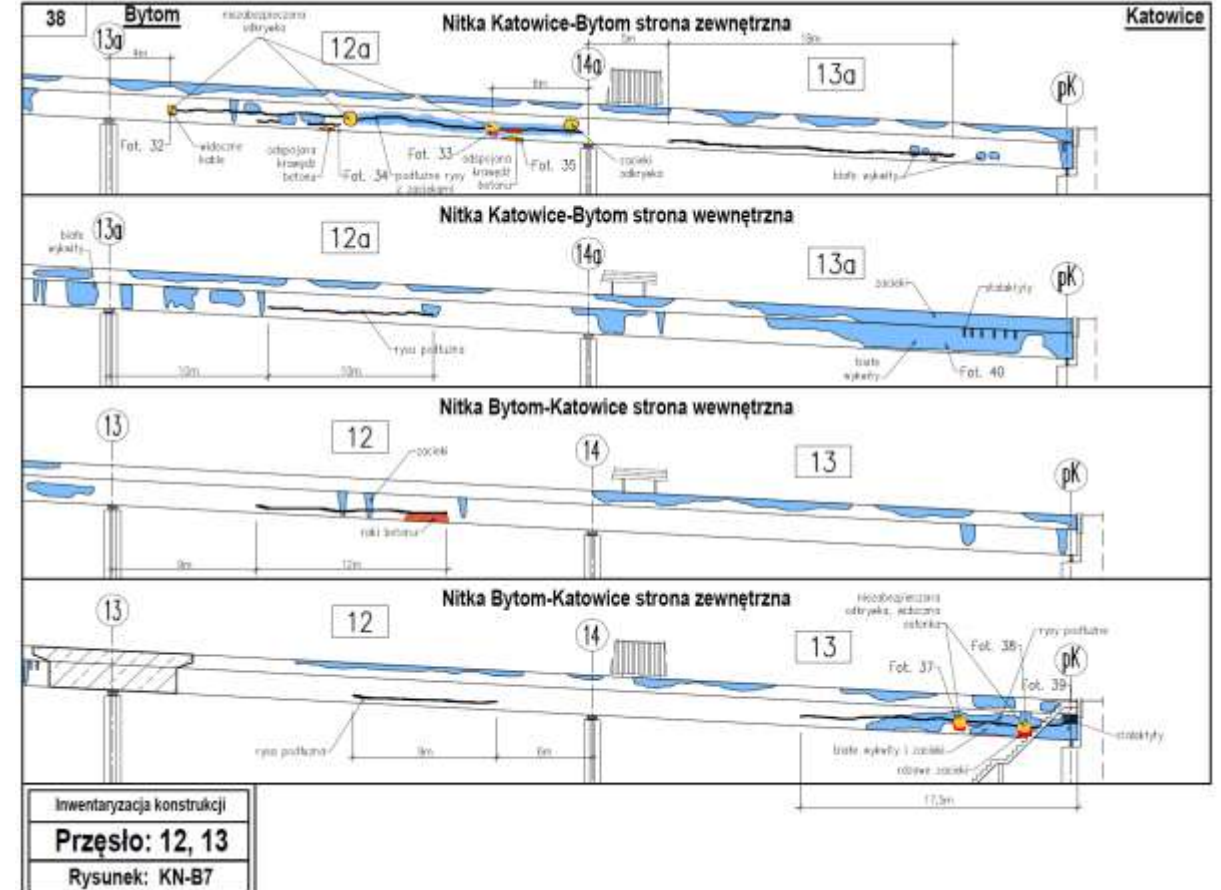 38
Bytom
Nitka Katowice-Bytom strona zewnętrzna
Katowice
niezabezpieczona
odkrywka
13a
12a
14a
13a
pK
4m
6m
5m
18m
Fot. 32
widoczne
kable
odspojona
krawędź
betonu
Fot. 34
podłużne rysy
z zaciekami
Fot. 33
odspojona
krawędź
betonu
Fot. 35
zacieki
odkrywka
białe wykwity
Nitka Katowice-Bytom strona wewnętrzna
białe
wykwity
13a
12a
14a
13a
pK
zacieki
stalaktyty
rysa podłużna
białe
wykwity
Fot. 40
10m
10m
Nitka Bytom-Katowice strona wewnętrzna
13
12
14
13
pK
zacieki
raki betonu
9m
12m
Nitka Bytom-Katowice strona zewnętrzna
13
12
14
13
pK
niezabezpieczona
odkrywka, widoczna
osłonka
rysy podłużne
Fot. 38
Fot. 37
Fot. 39
stalaktyty
rysa podłużna
9m
6m
białe wykwity i zacieki
rdzawe zacieki
17,5m
Inwentaryzacja konstrukcji
Przęsło: 12, 13
Rysunek: KN-B7